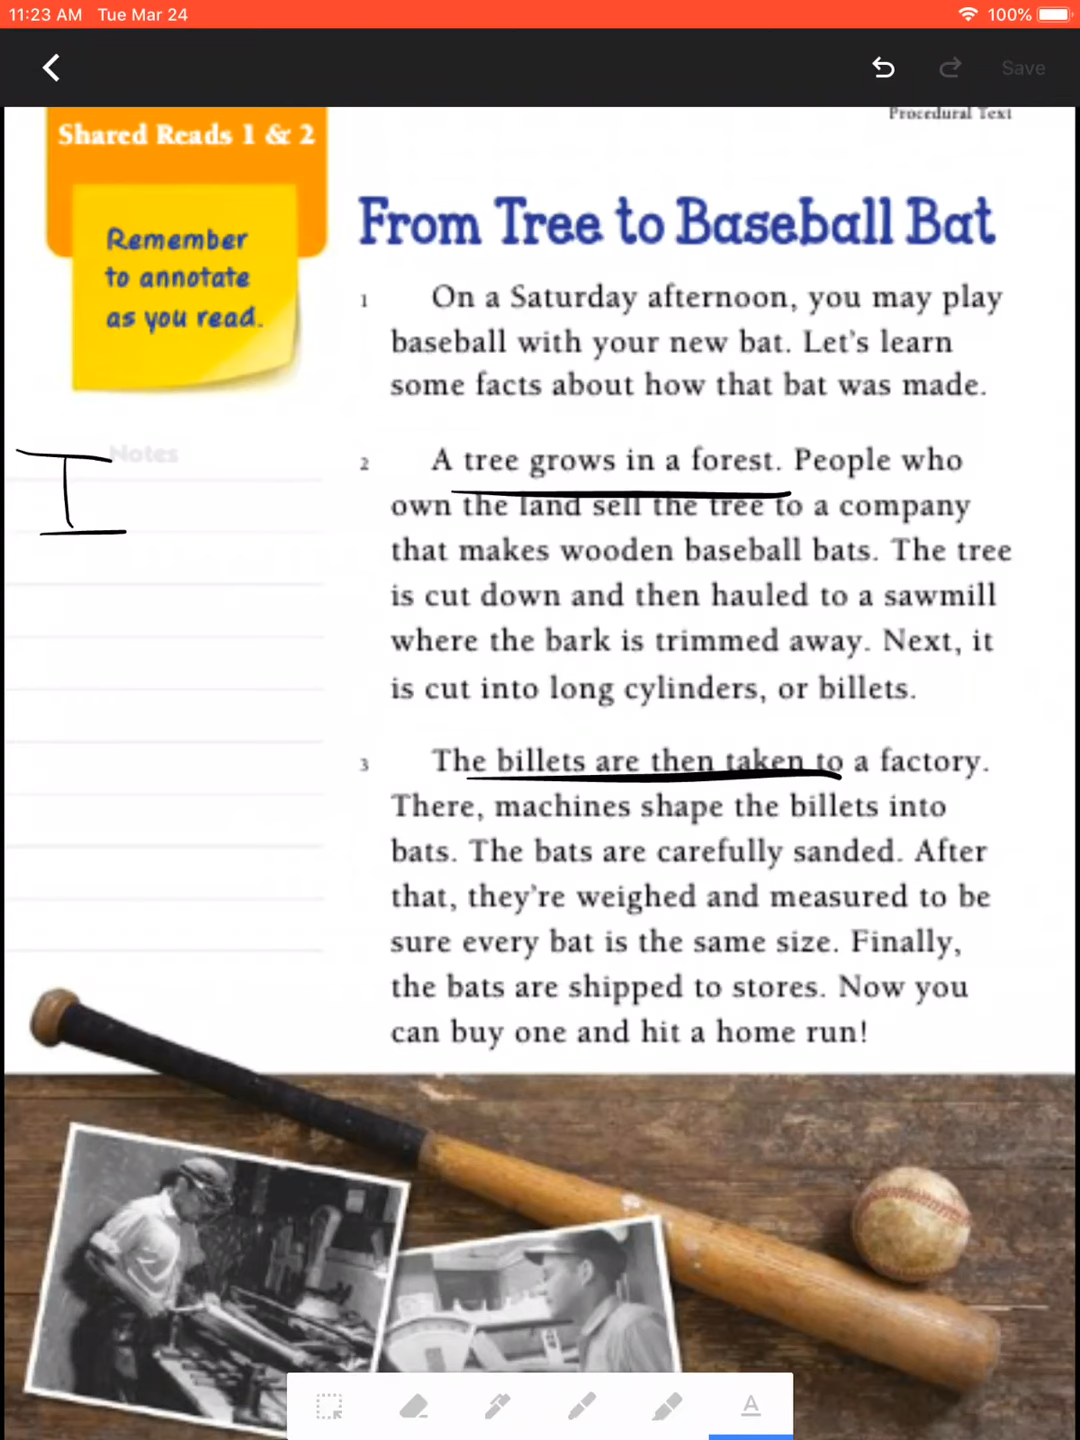 11:23 AM Tue Mar 24
100%
Save
Procedural Text
Shared Reads 1 & 2
Remember
to annotate
as you read.
From Tree to Baseball Bat
1 On a Saturday afternoon, you may play
baseball with your new bat. Let's learn
some facts about how that bat was made.
Notes
I
2 A tree grows in a forest. People who
own the land sell the tree to a company
that makes wooden baseball bats. The tree
is cut down and then hauled to a sawmill
where the bark is trimmed away. Next, it
is cut into long cylinders, or billets.
3 The billets are then taken to a factory.
There, machines shape the billets into
bats. The bats are carefully sanded. After
that, they're weighed and measured to be
sure every bat is the same size. Finally,
the bats are shipped to stores. Now you
can buy one and hit a home run!
A